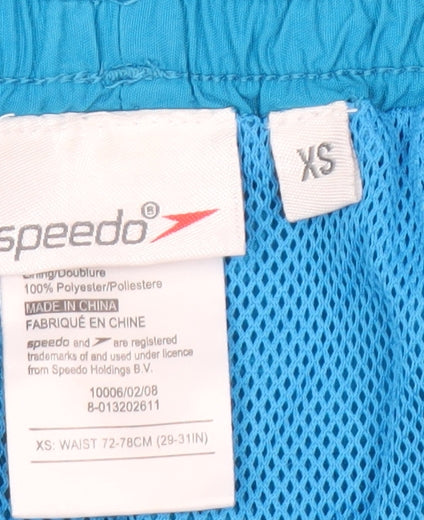 speedo®
XS
Lining/Doublure
100% Polyester/Poliestere
MADE IN CHINA
FABRIQUÉ EN CHINE
speedo and are registered
trademarks of and used under licence
from Speedo Holdings B.V.
10006/02/08
8-013202611
XS: WAIST 72-78CM (29-31IN)